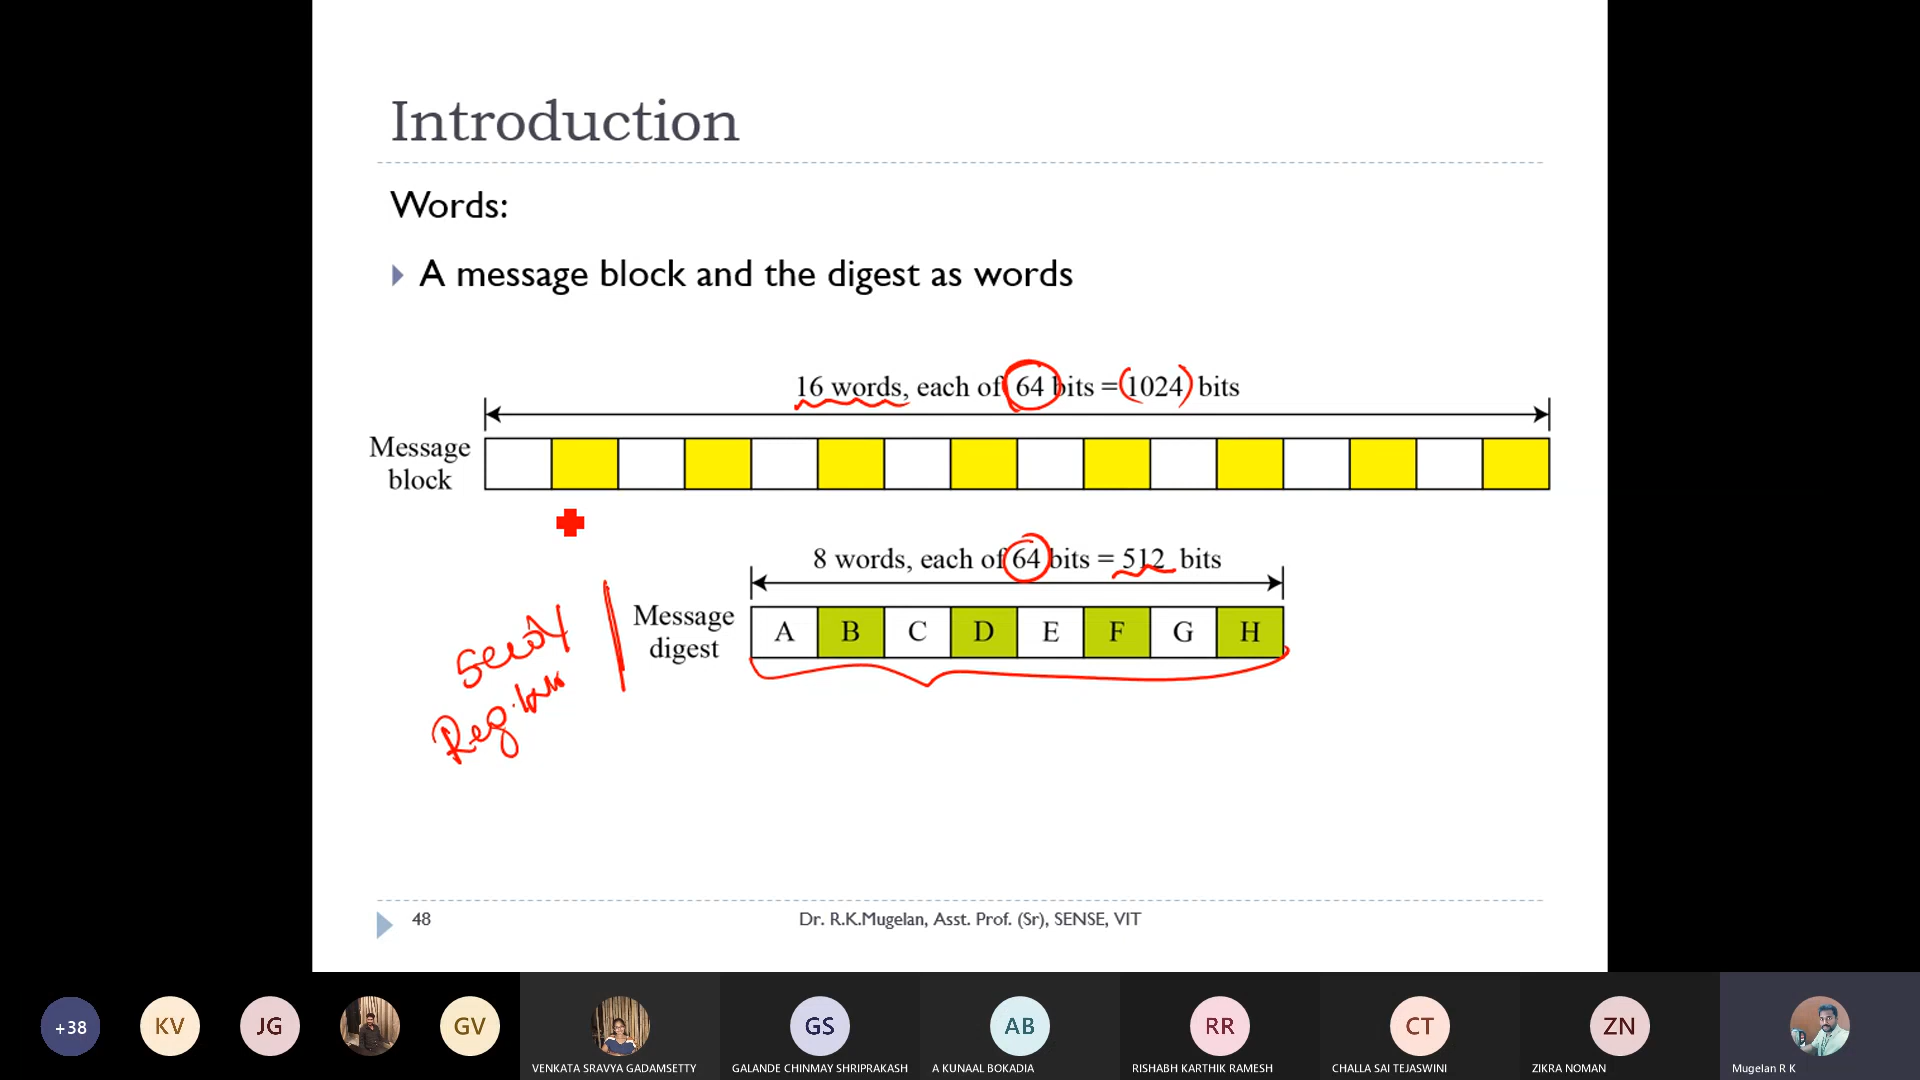 Introduction
Words:
A message block and the digest as words
16 words, each of 64 bits = 1024 bits
Message
block
8 words, each of 64 bits = 512 bits
Message
digest
A B C D E F G H
48
Dr. R.K.Mugelan, Asst. Prof. (Sr), SENSE, VIT
+38
KV
JG
GV
GS
AB
RR
CT
ZN
VENKATA SRAVYA GADAMSETTY
GALANDE CHINMAY SHRIPRAKASH
A KUNAAL BOKADIA
RISHABH KARTHIK RAMESH
CHALLA SAI TEJASWINI
ZIKRA NOMAN
Mugelan R K